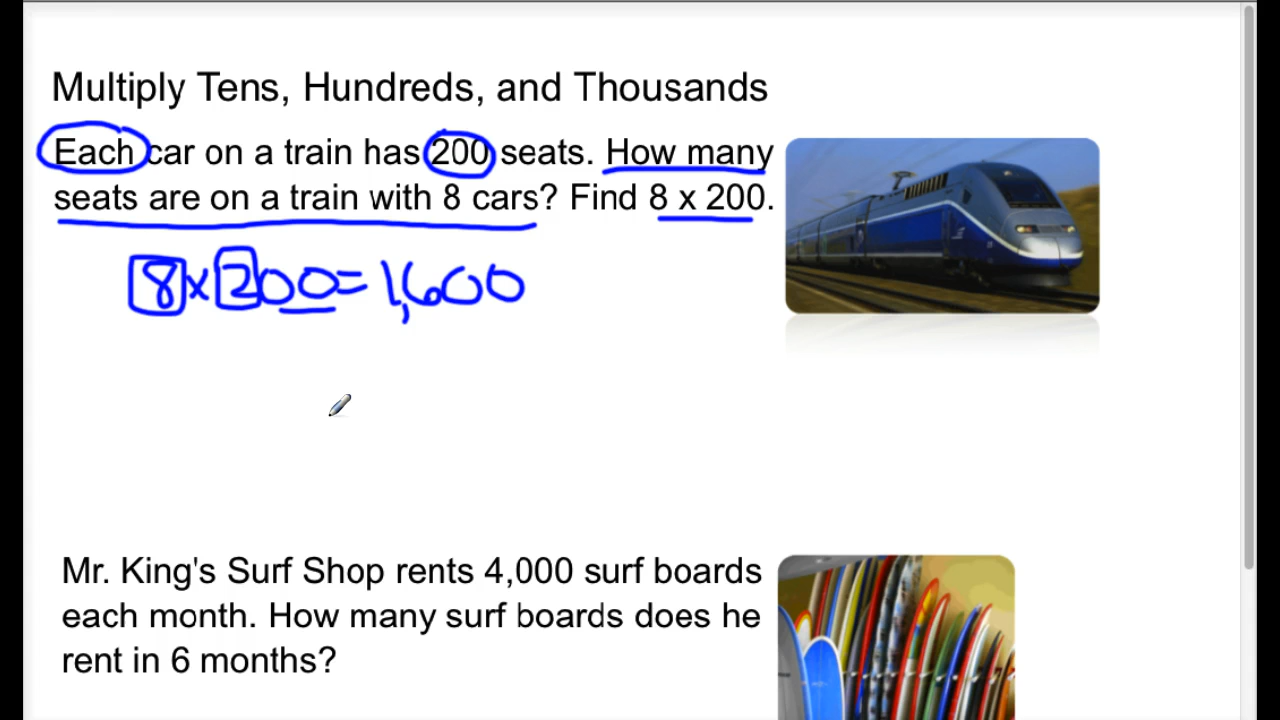 Multiply Tens, Hundreds, and Thousands
Each car on a train has 200 seats. How many
seats are on a train with 8 cars? Find 8 x 200.
8x200=1,600
Mr. King's Surf Shop rents 4,000 surf boards
each month. How many surf boards does he
rent in 6 months?